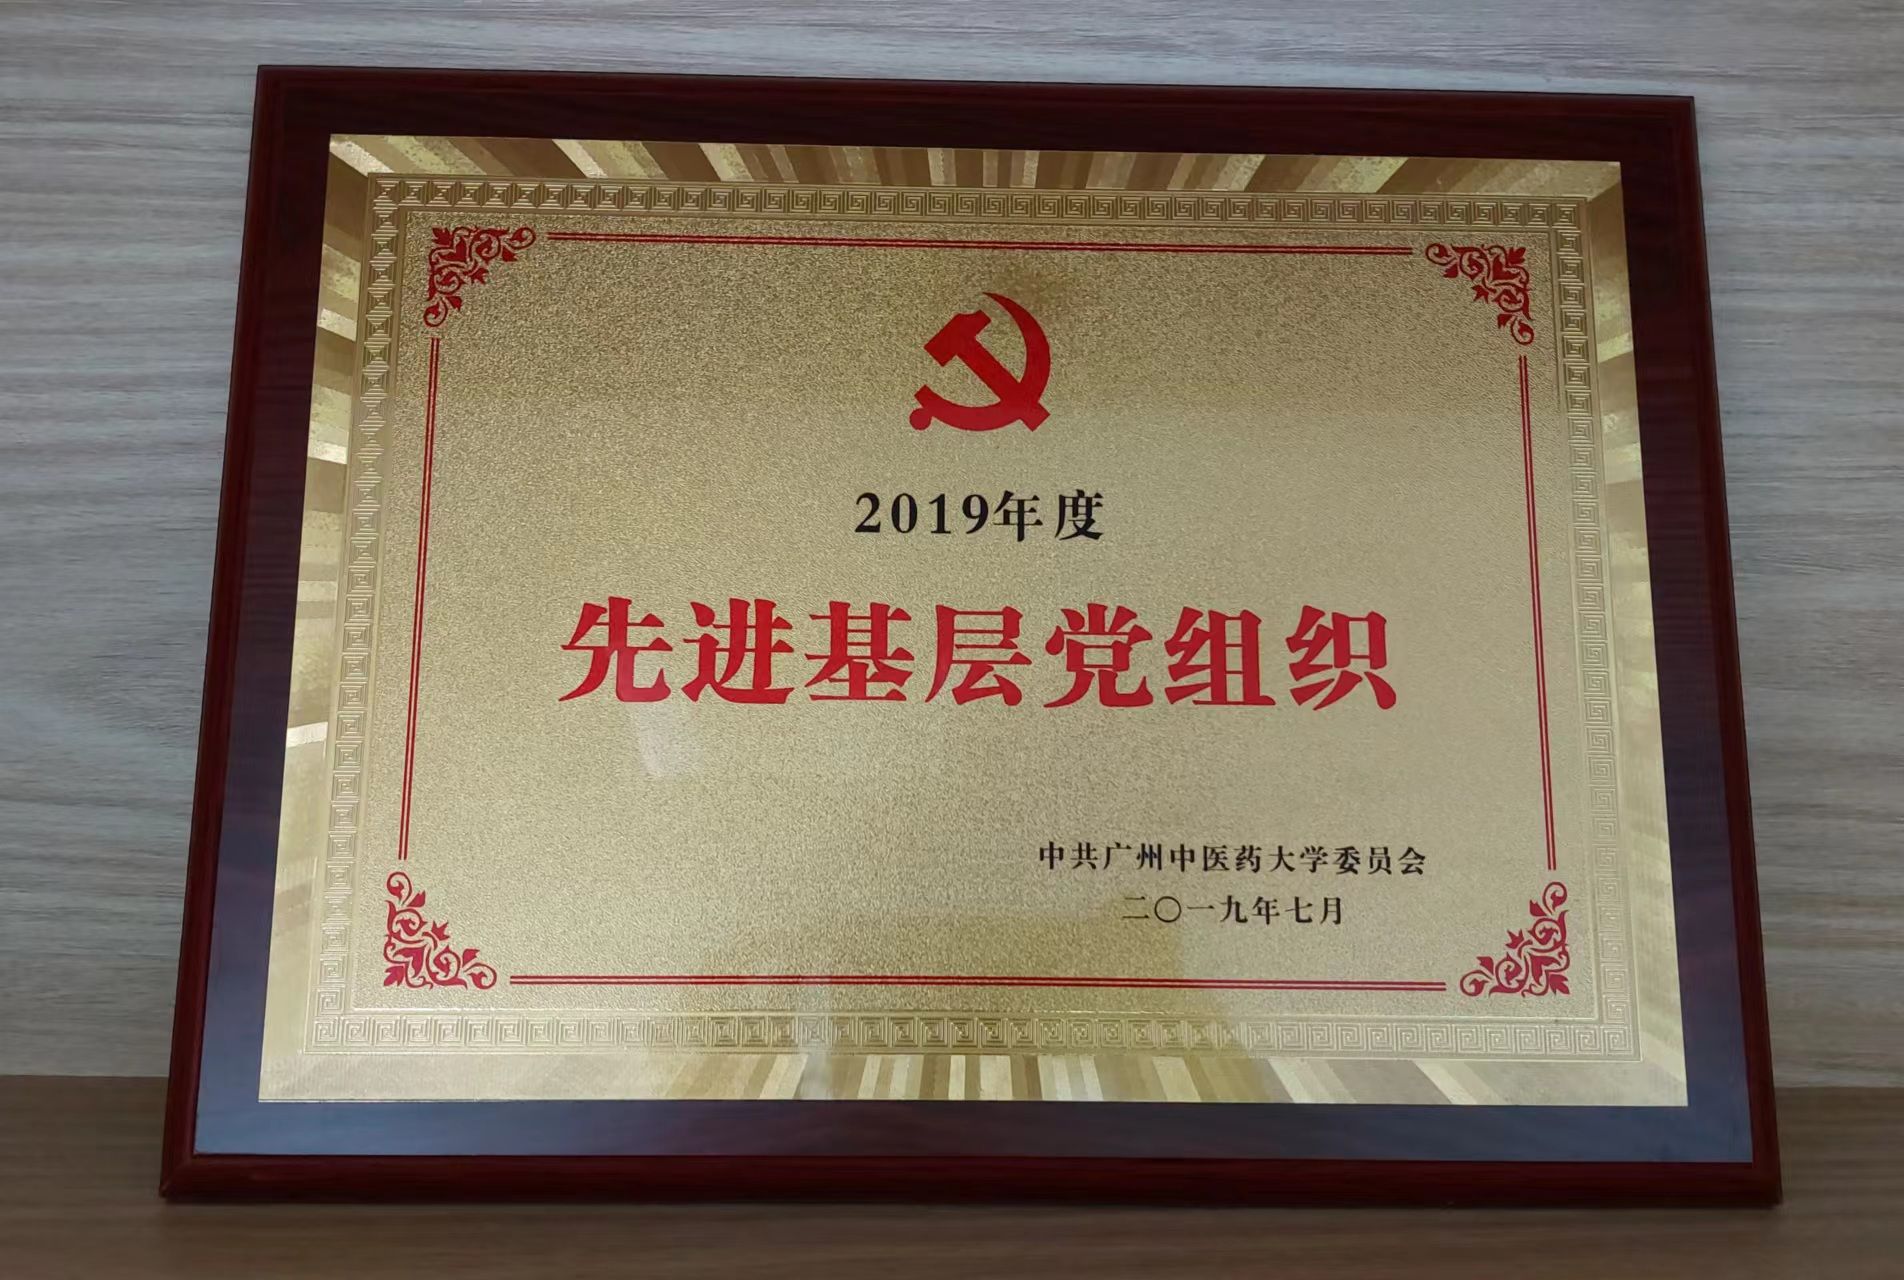 2019年度
先进基层党组织
中共广州中医药大学委员会
二〇一九年七月